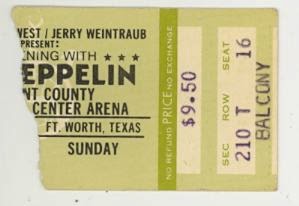 WEST / JERRY WEINTRAUB
PRESENT:
ENING WITH ★★★
EPPELIN
NT COUNTY
CENTER ARENA
FT. WORTH, TEXAS
SUNDAY
NO REFUND PRICE NO EXCHANGE
$9.50
SEC ROW SEAT
210 T 16
BALCONY